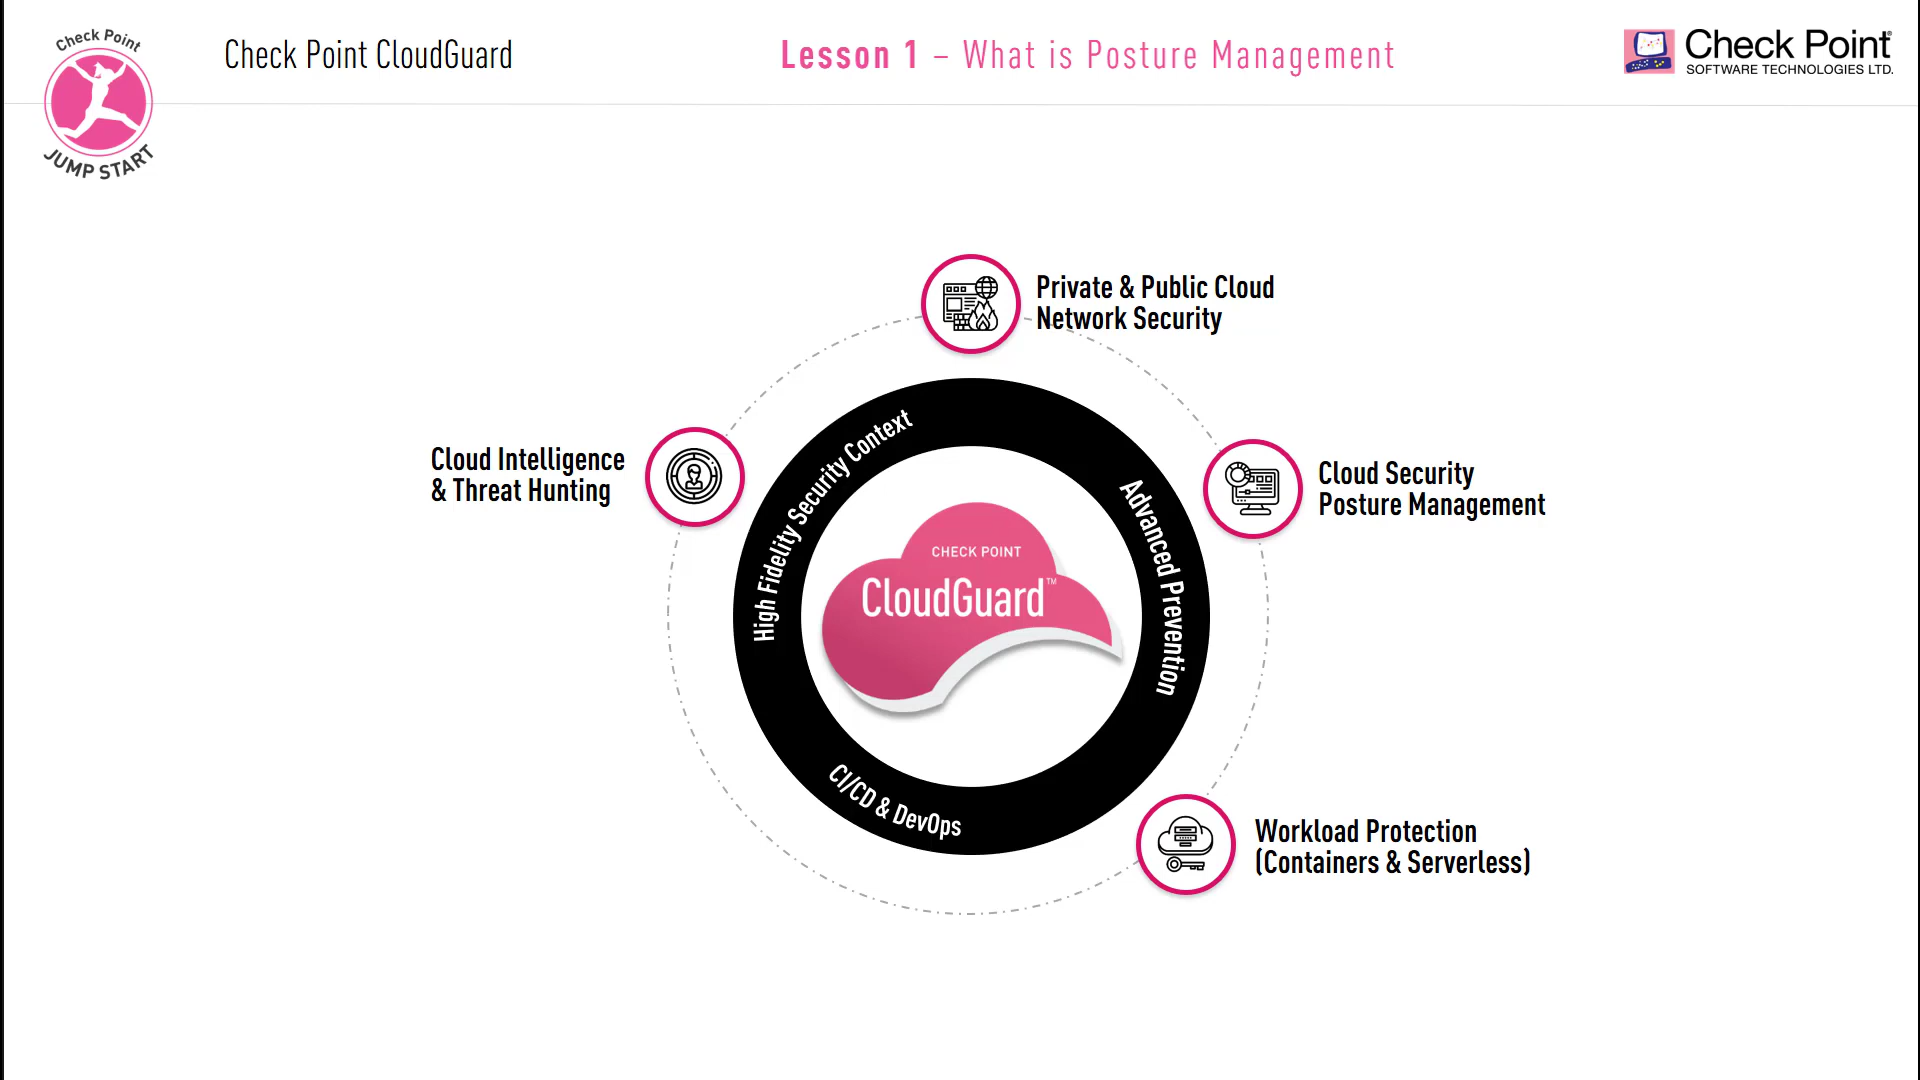 Check Point
JUMP START
Check Point CloudGuard
Lesson 1 – What is Posture Management
Check Point®
SOFTWARE TECHNOLOGIES LTD.
Private & Public Cloud
Network Security
Cloud Intelligence
& Threat Hunting
Cloud Security
Posture Management
High Fidelity Security Context
Advanced Prevention
CI/CD & DevOps
CHECK POINT
CloudGuard™
Workload Protection
(Containers & Serverless)